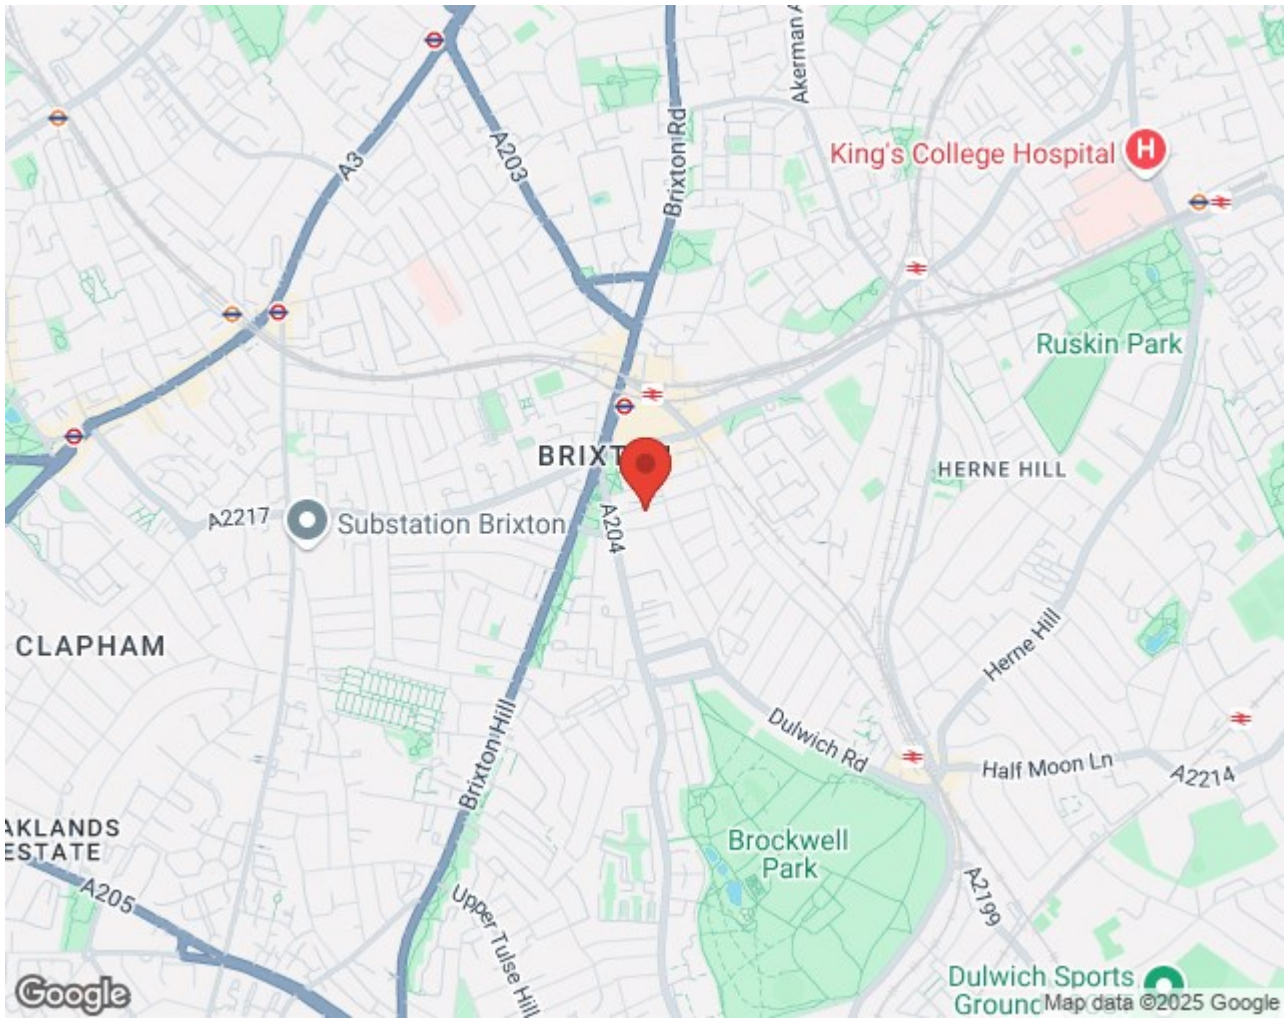 Akerman
A3
A203
Brixton Rd
King's College Hospital
H
Ruskin Park
HERNE HILL
A2217
Substation Brixton
A204
CLAPHAM
Herne Hill
Brixton Hill
Dulwich Rd
Half Moon Ln
A2214
AKLANDS
ESTATE
Brockwell
Park
A205
Upper Tulse Hill
A2199
Dulwich Sports
Ground
Google
Map data ©2025 Google